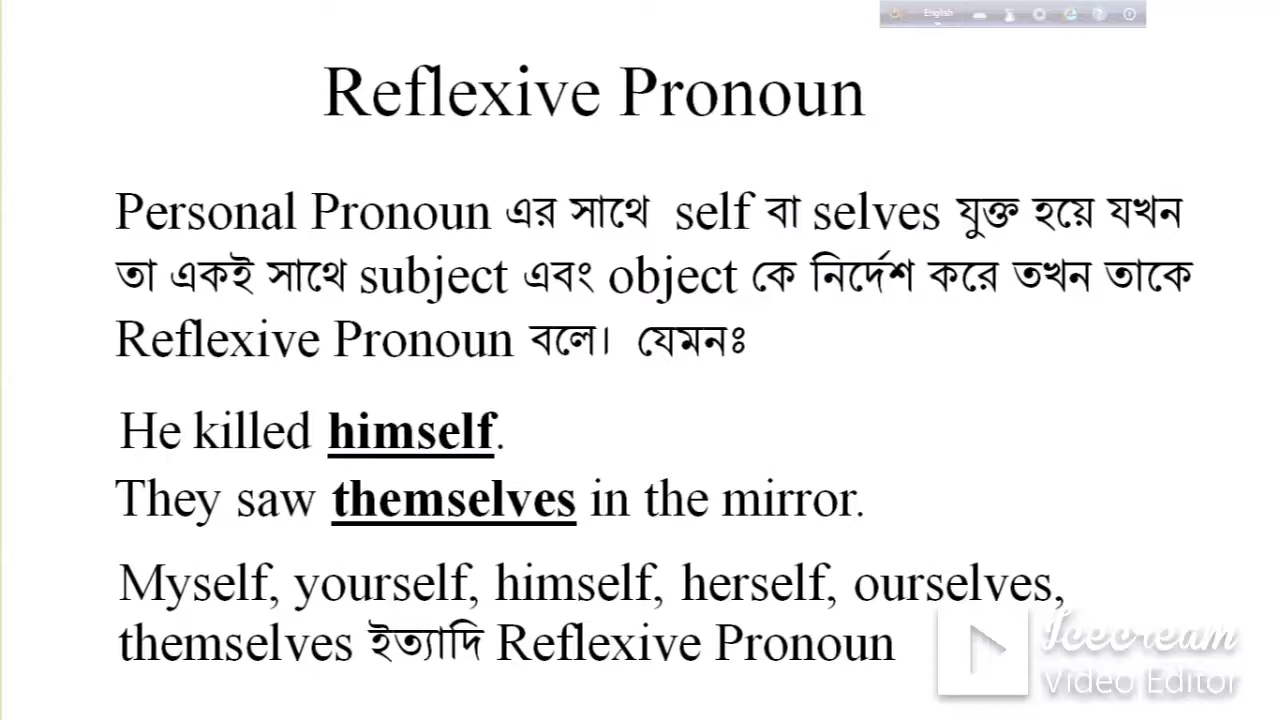 English
Reflexive Pronoun
Personal Pronoun এর সাথে self বা selves যুক্ত হয়ে যখন
তা একই সাথে subject এবং object কে নির্দেশ করে তখন তাকে
Reflexive Pronoun বলে। যেমনঃ
He killed himself.
They saw themselves in the mirror.
Myself, yourself, himself, herself, ourselves,
themselves ইত্যাদি Reflexive Pronoun
Icecream
Video Editor